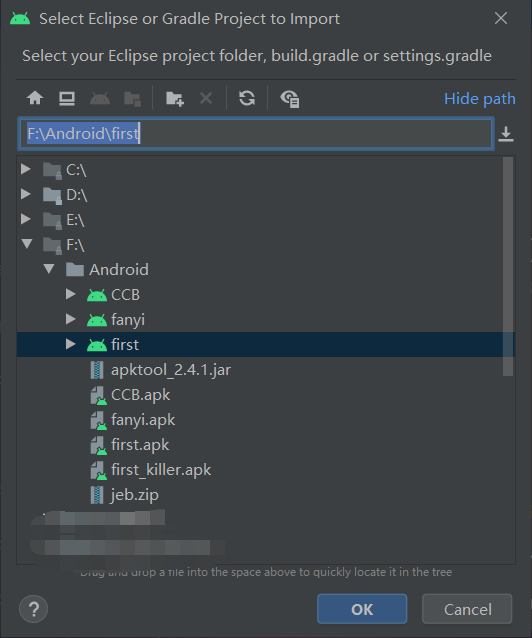 Select Eclipse or Gradle Project to Import
Select your Eclipse project folder, build.gradle or settings.gradle
Hide path
F:\Android\first
C:\
D:\
E:\
F:\
Android
CCB
fanyi
first
apktool_2.4.1.jar
CCB.apk
fanyi.apk
first.apk
first_killer.apk
jeb.zip
Drag and drop a file into the space above to quickly locate it in the tree
?
OK
Cancel